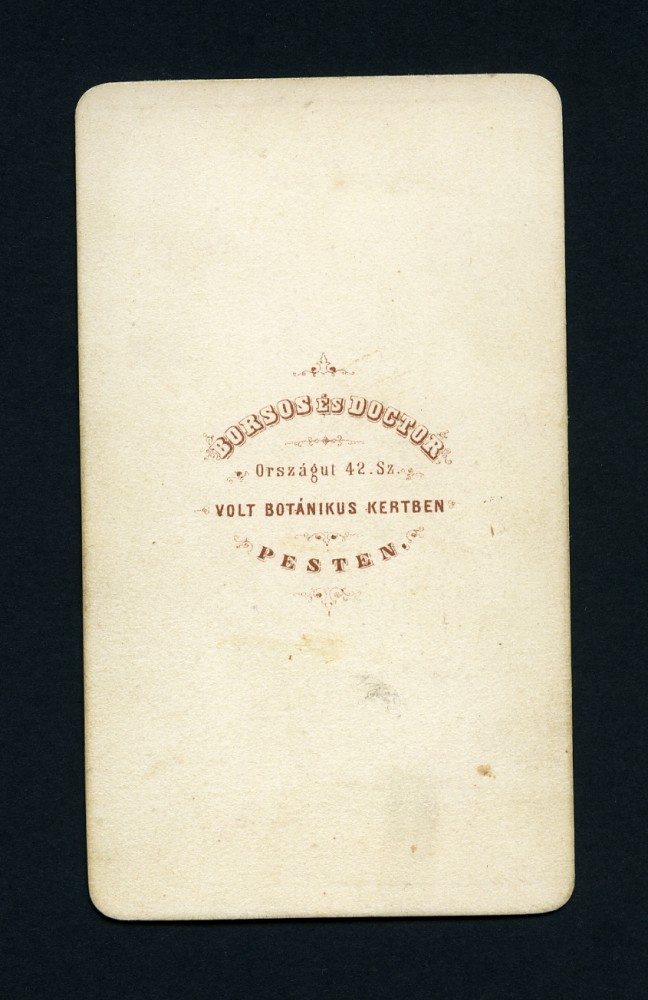 BORSOS ÉS DOCTOR
Országut 42. Sz.
VOLT BOTÁNIKUS KERTBEN
PESTEN.